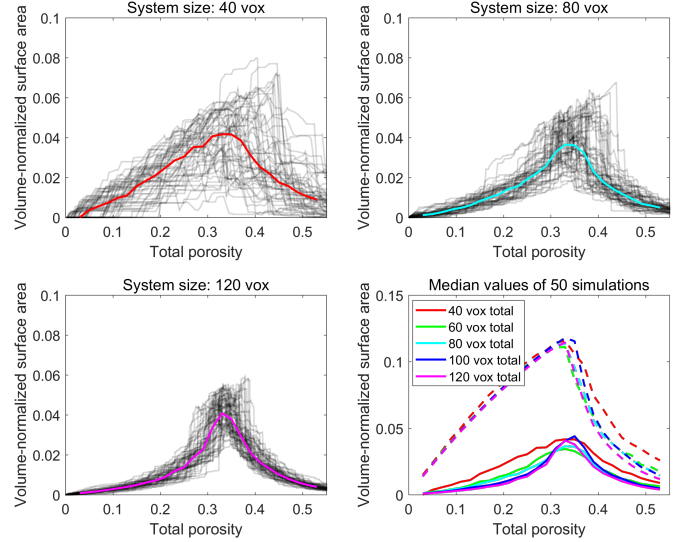 System size: 40 vox
Volume-normalized surface area
0.1
0.08
0.06
0.04
0.02
0
0 0.1 0.2 0.3 0.4 0.5
Total porosity
System size: 80 vox
Volume-normalized surface area
0.1
0.08
0.06
0.04
0.02
0
0 0.1 0.2 0.3 0.4 0.5
Total porosity
System size: 120 vox
Volume-normalized surface area
0.1
0.08
0.06
0.04
0.02
0
0 0.1 0.2 0.3 0.4 0.5
Total porosity
Median values of 50 simulations
Volume-normalized surface area
0.15
0.1
0.05
0
40 vox total
60 vox total
80 vox total
100 vox total
120 vox total
0 0.1 0.2 0.3 0.4 0.5
Total porosity